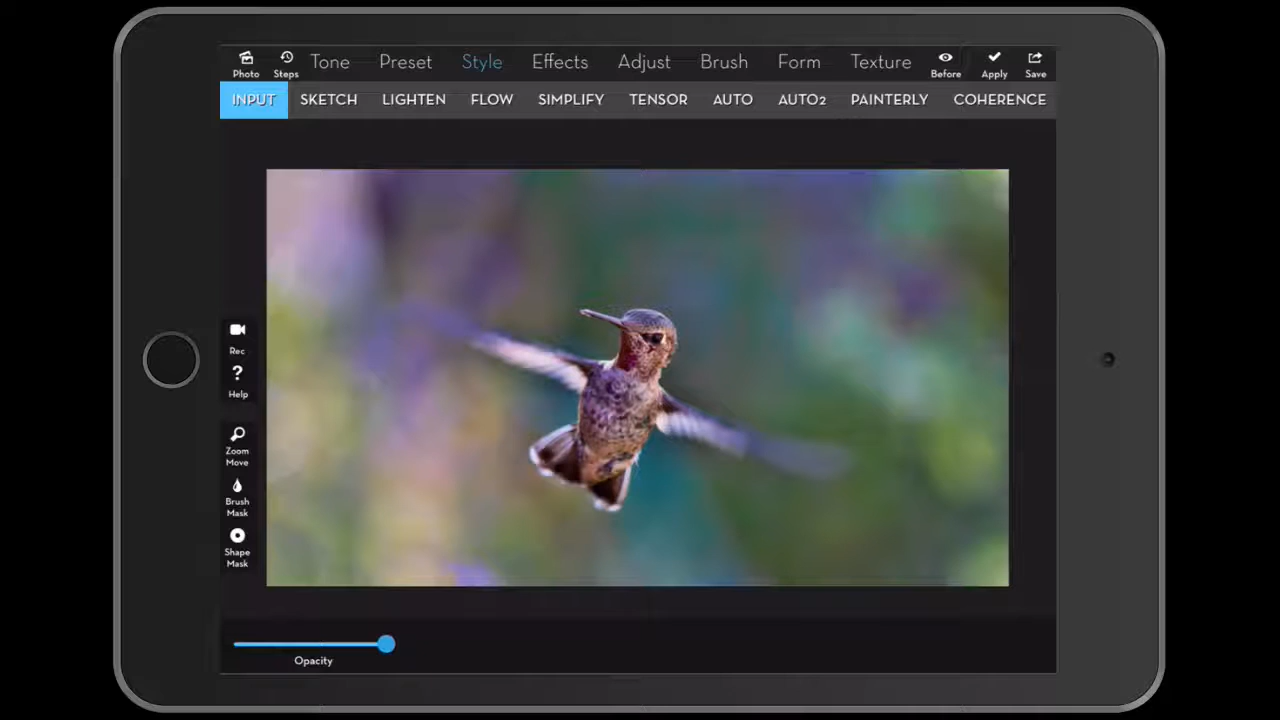 Photo Steps Tone Preset Style Effects Adjust Brush Form Texture Before Apply Save
INPUT SKETCH LIGHTEN FLOW SIMPLIFY TENSOR AUTO AUTO2 PAINTERLY COHERENCE
Rec
?
Help
Zoom
Move
Brush
Mask
Shape
Mask
Opacity